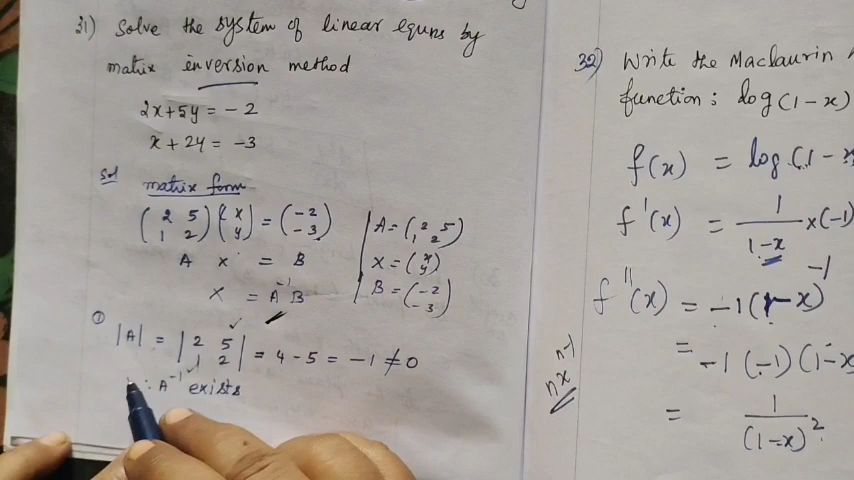 31) Solve the system of linear equns by
matrix inversion method
2x+5y = -2
x + 2y = -3
Sol matrix form
( 2 5 ) ( x ) = ( -2 )
( 1 2 ) ( y ) ( -3 )
A X = B
X = A⁻¹ B
A = ( 2 5 )
( 1 2 )
X = ( x )
( y )
B = ( -2 )
( -3 )
① |A| = | 2 5 |
| 1 2 | = 4 - 5 = -1 ≠ 0
∴ A⁻¹ exists
32) Write the Maclaurin
function : log (1 - x)
f(x) = log (1 - x
f'(x) = 1 / 1-x × (-1)
f''(x) = -1 (1-x)⁻¹
= -1 (-1) (1-x
= 1 / (1-x)²
nxⁿ⁻¹